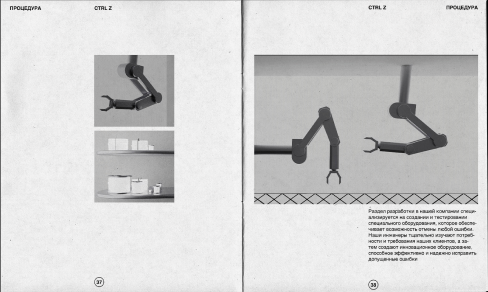 ПРОЦЕДУРА
CTRL Z
CTRL Z
ПРОЦЕДУРА
Раздел разработки в нашей компании специ-
ализируется на создании и тестировании
специального оборудования, которое обеспе-
чивает возможность отмены любой ошибки.
Наши инженеры тщательно изучают потреб-
ности и требования наших клиентов, а за-
тем создают инновационное оборудование,
способное эффективно и надежно исправить
допущенные ошибки
37
38